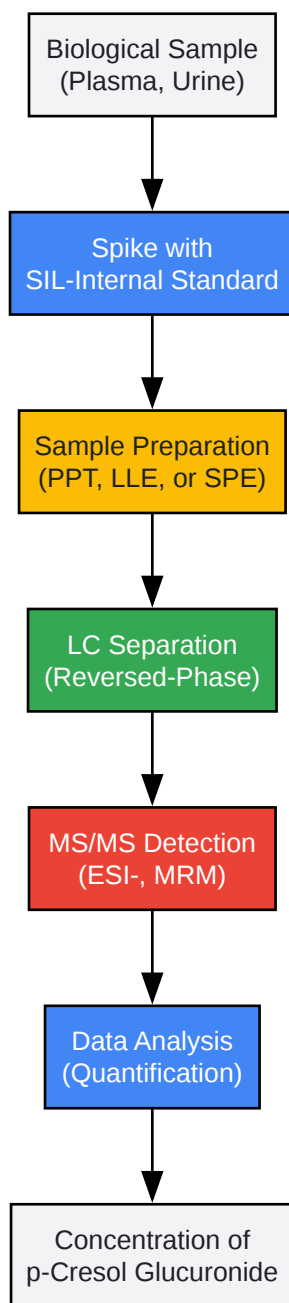 Biological Sample
(Plasma, Urine)
Spike with
SIL-Internal Standard
Sample Preparation
(PPT, LLE, or SPE)
LC Separation
(Reversed-Phase)
MS/MS Detection
(ESI-, MRM)
Data Analysis
(Quantification)
Concentration of
p-Cresol Glucuronide